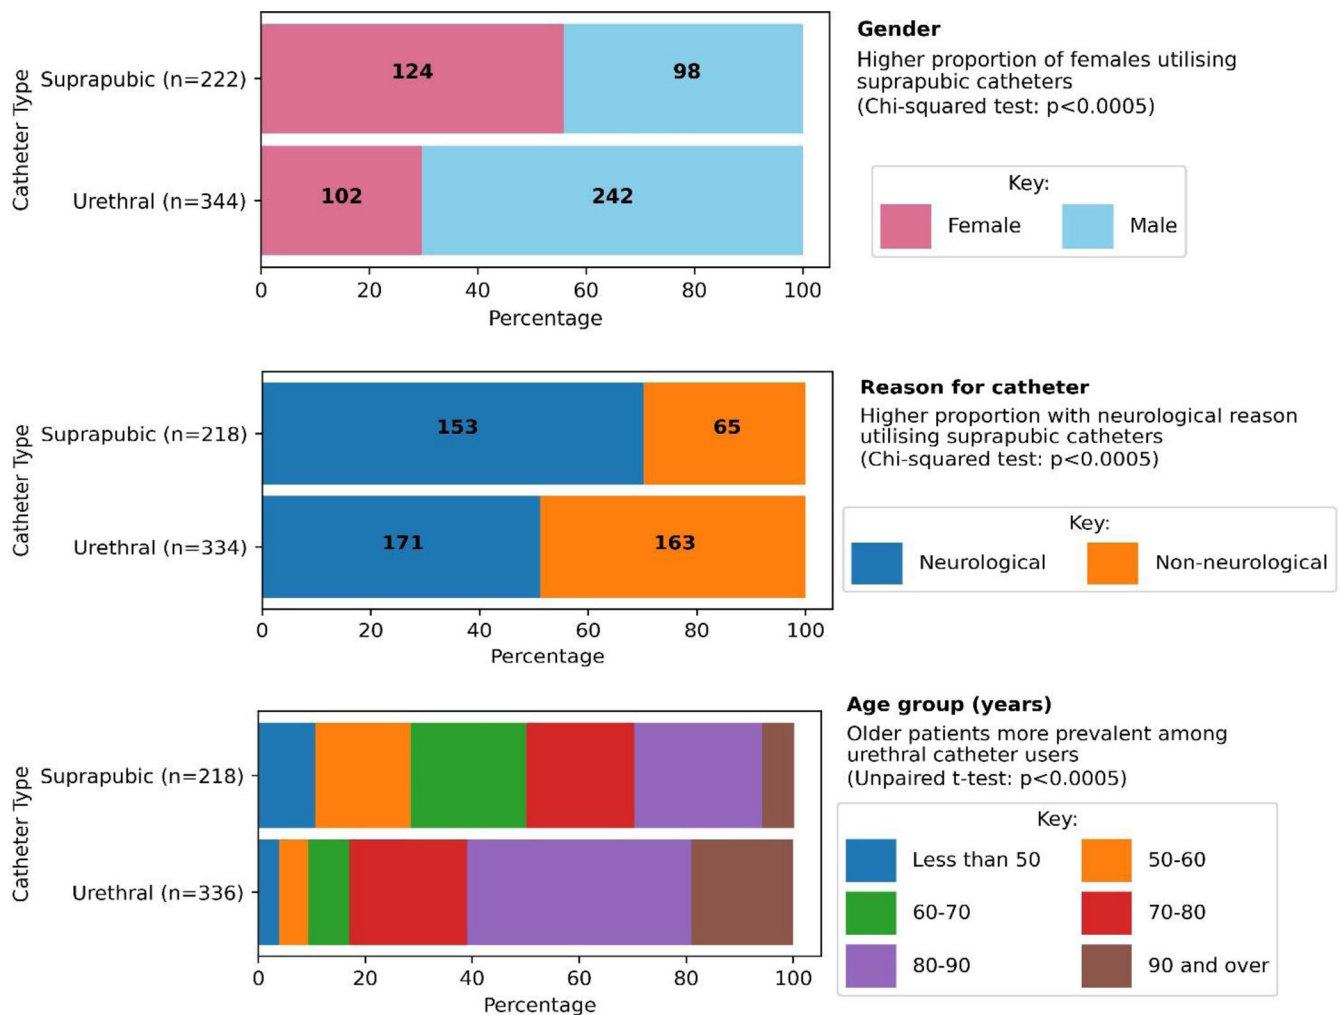 Catheter Type
Suprapubic (n=222)
124
98
Urethral (n=344)
102
242
0 20 40 60 80 100
Percentage
Gender
Higher proportion of females utilising
suprapubic catheters
(Chi-squared test: p<0.0005)
Key:
Female
Male
Catheter Type
Suprapubic (n=218)
153
65
Urethral (n=334)
171
163
0 20 40 60 80 100
Percentage
Reason for catheter
Higher proportion with neurological reason
utilising suprapubic catheters
(Chi-squared test: p<0.0005)
Key:
Neurological
Non-neurological
Catheter Type
Suprapubic (n=218)
Urethral (n=336)
0 20 40 60 80 100
Percentage
Age group (years)
Older patients more prevalent among
urethral catheter users
(Unpaired t-test: p<0.0005)
Key:
Less than 50
50-60
60-70
70-80
80-90
90 and over